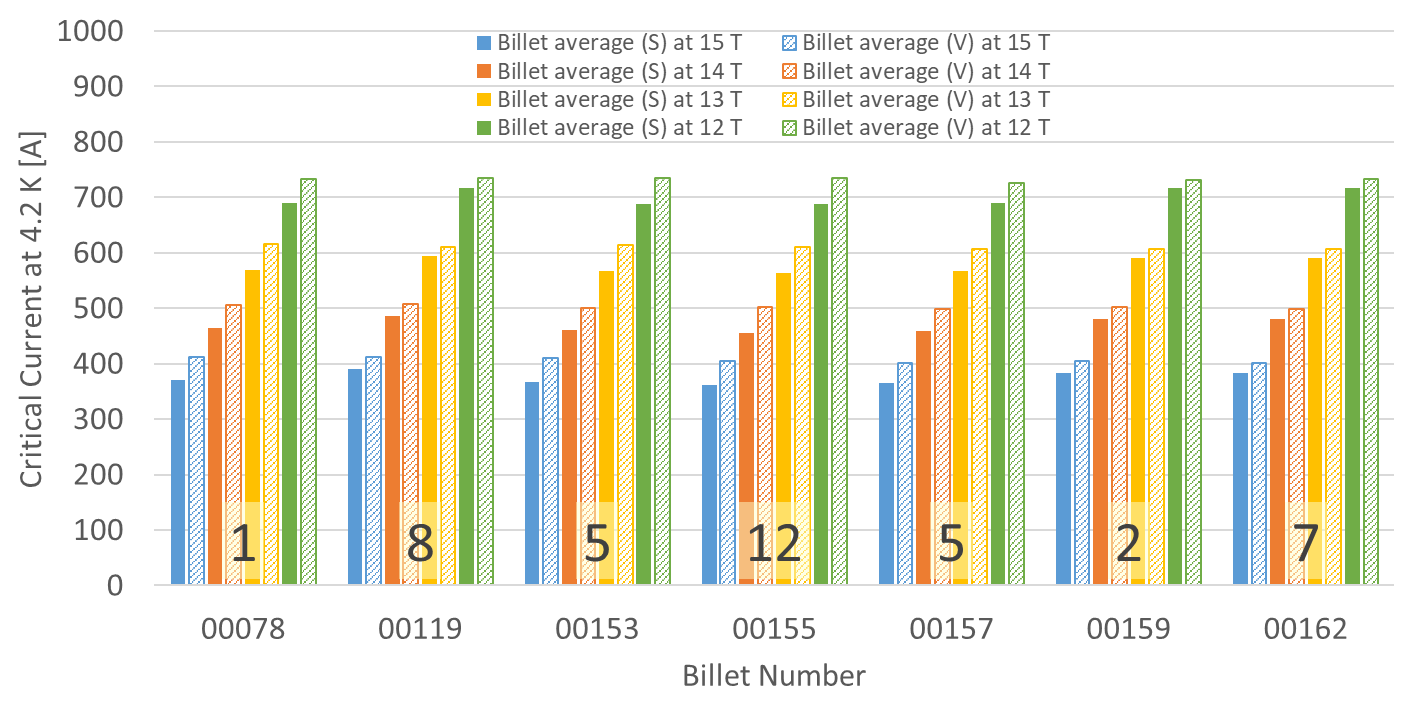 1000
900
800
700
600
500
400
300
200
100
0
Critical Current at 4.2 K [A]
Billet average (S) at 15 T
Billet average (V) at 15 T
Billet average (S) at 14 T
Billet average (V) at 14 T
Billet average (S) at 13 T
Billet average (V) at 13 T
Billet average (S) at 12 T
Billet average (V) at 12 T
1 8 5 12 5 2 7
00078 00119 00153 00155 00157 00159 00162
Billet Number